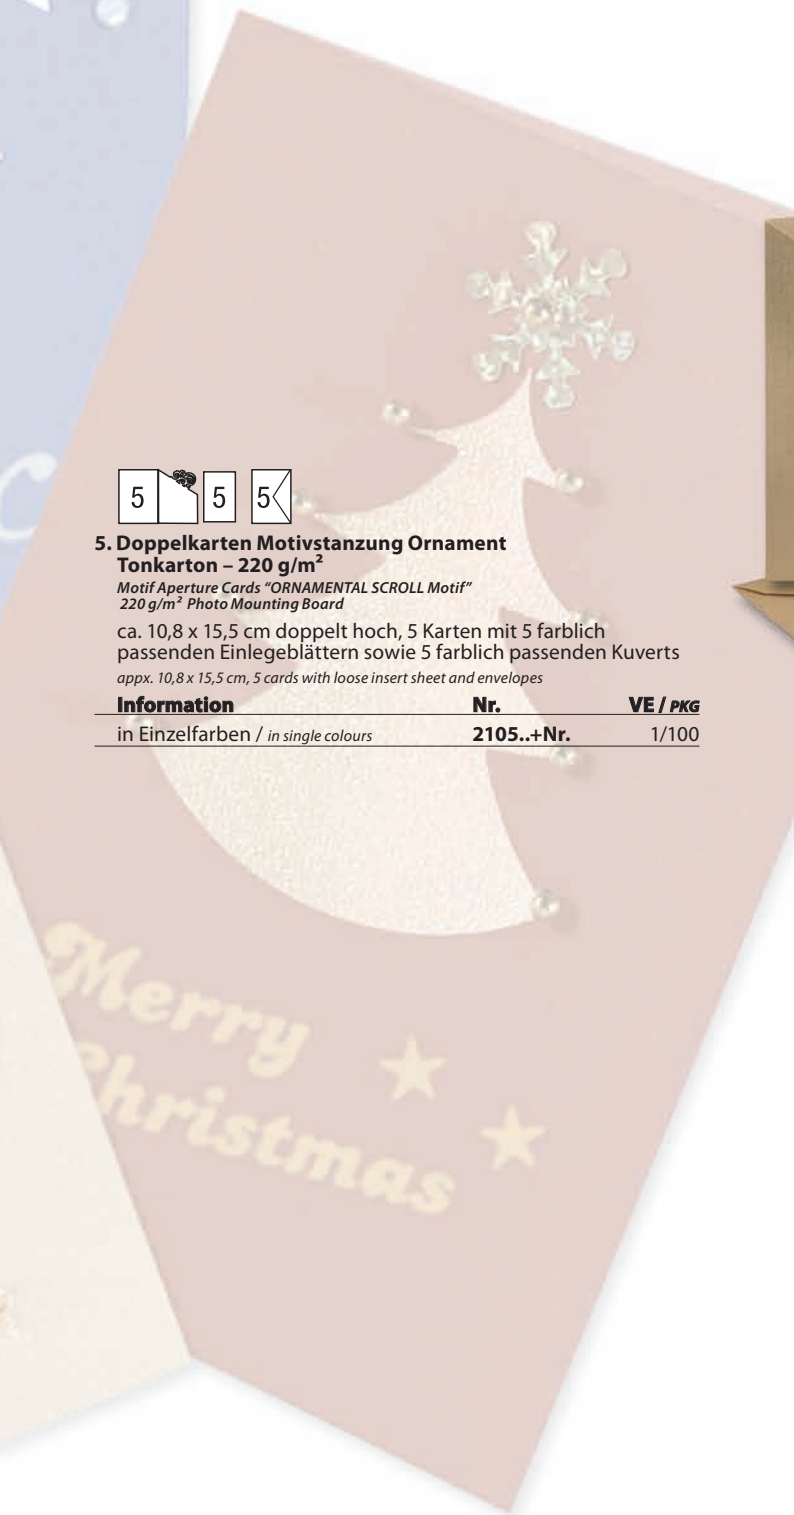 5 5 5
5. Doppelkarten Motivstanzung Ornament
Tonkarton – 220 g/m²
Motif Aperture Cards “ORNAMENTAL SCROLL Motif”
220 g/m² Photo Mounting Board
ca. 10,8 x 15,5 cm doppelt hoch, 5 Karten mit 5 farblich
passenden Einlegeblättern sowie 5 farblich passenden Kuverts
appx. 10,8 x 15,5 cm, 5 cards with loose insert sheet and envelopes
Information Nr. VE / PKG
in Einzelfarben / in single colours 2105..+Nr. 1/100
Merry
Christmas